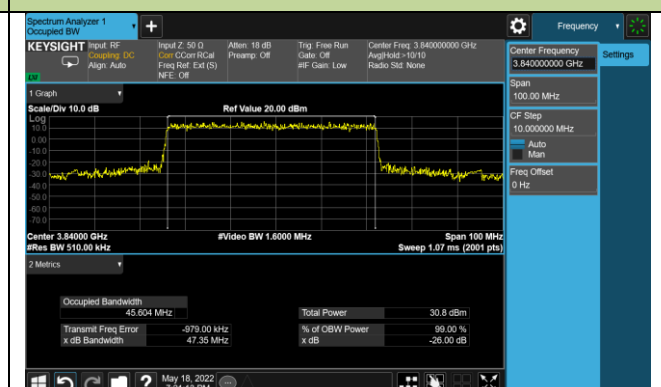 Spectrum Analyzer 1
Occupied BW
Frequency
KEYSIGHT
Input: RF
Coupling: DC
Align: Auto
Input Z: 50 Ω
Corr CCorr RCal
Freq Ref: Ext (S)
NFE: Off
Atten: 18 dB
Preamp: Off
Trig: Free Run
Gate: Off
#IF Gain: Low
Center Freq: 3.840000000 GHz
Avg|Hold:>10/10
Radio Std: None
Center Frequency
3.840000000 GHz
Settings
Span
100.00 MHz
CF Step
10.000000 MHz
Auto
Man
Freq Offset
0 Hz
1 Graph
Scale/Div 10.0 dB
Ref Value 20.00 dBm
Log
10.0
0.00
-10.0
-20.0
-30.0
-40.0
-50.0
-60.0
-70.0
Center 3.84000 GHz
#Video BW 1.6000 MHz
Span 100 MHz
#Res BW 510.00 kHz
Sweep 1.07 ms (2001 pts)
2 Metrics
Occupied Bandwidth
45.604 MHz
Total Power 30.8 dBm
Transmit Freq Error -979.00 kHz
% of OBW Power 99.00 %
x dB Bandwidth 47.35 MHz
x dB -26.00 dB
May 18, 2022